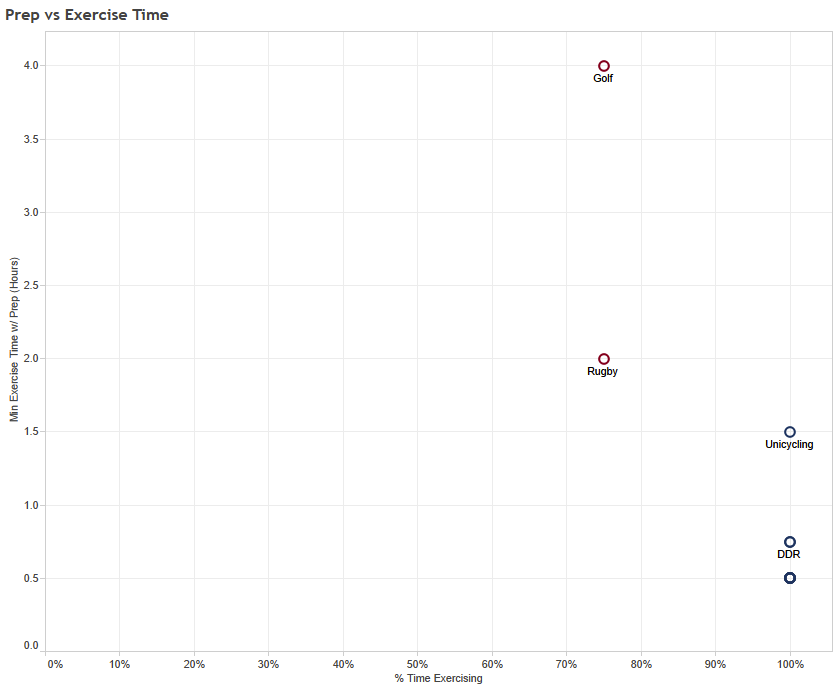 Prep vs Exercise Time
4.0
Golf
3.5
3.0
2.5
Min Exercise Time w/ Prep (Hours)
2.0
Rugby
1.5
Unicycling
1.0
DDR
0.5
0.0
0% 10% 20% 30% 40% 50% 60% 70% 80% 90% 100%
% Time Exercising